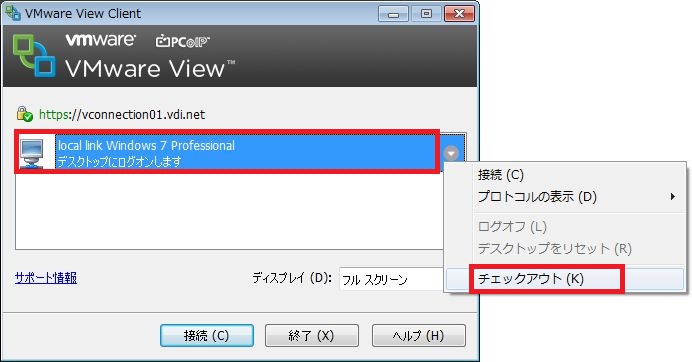 VMware View Client
vmware PCoIP
VMware View™
https://vconnection01.vdi.net
local link Windows 7 Professional
デスクトップにログオンします
接続 (C)
プロトコルの表示 (D)
ログオフ (L)
デスクトップをリセット (R)
チェックアウト (K)
サポート情報
ディスプレイ (D): フル スクリーン
接続 (C) 終了 (X) ヘルプ (H)